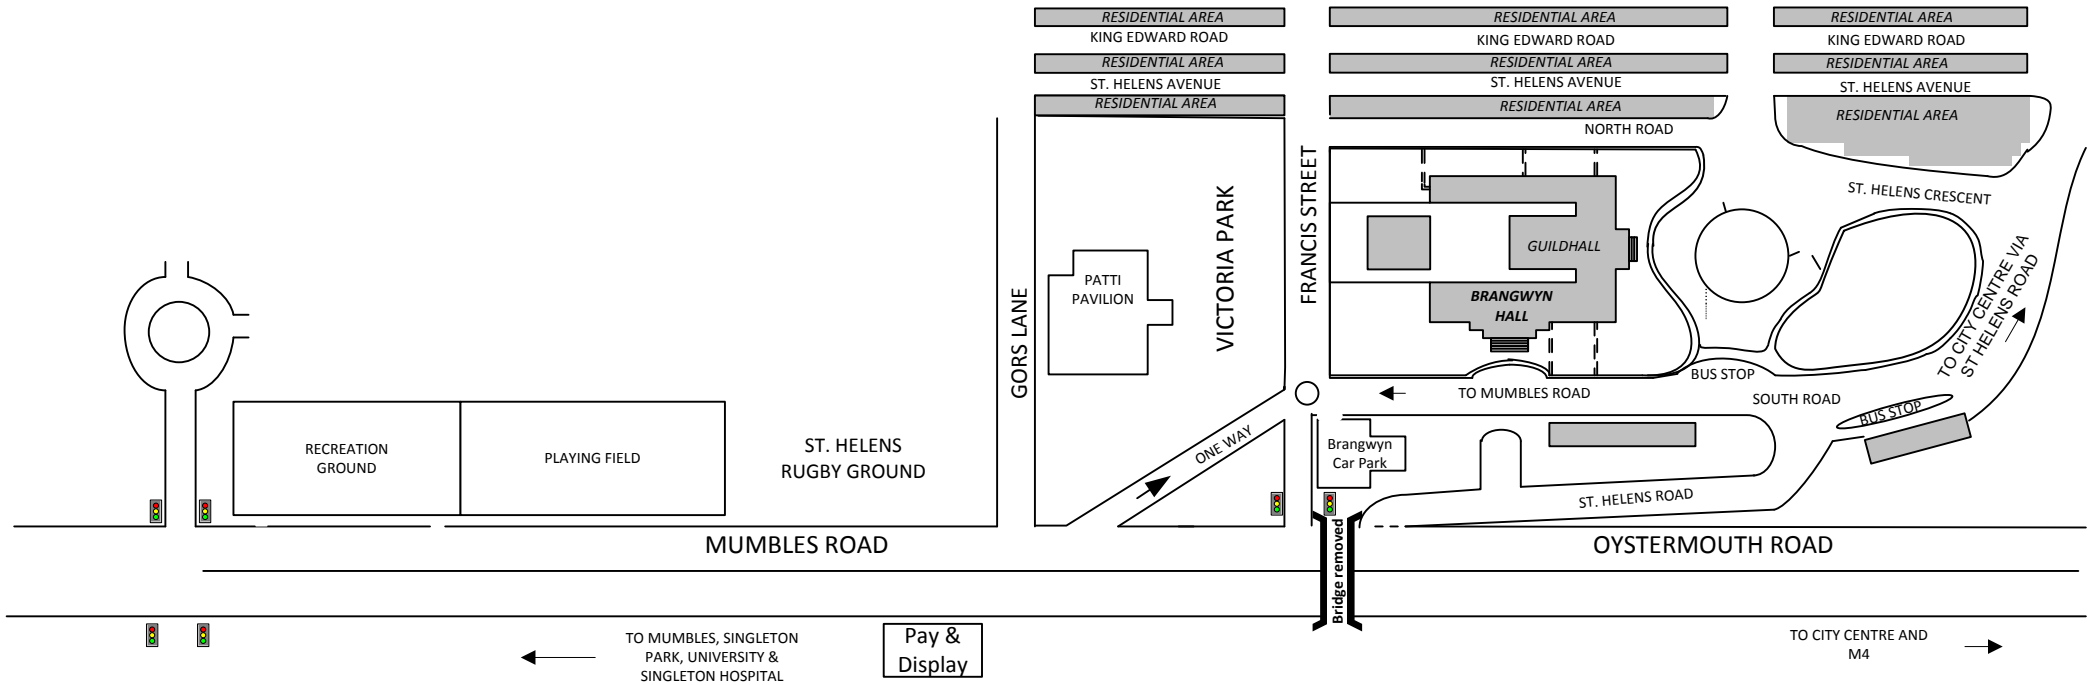 RESIDENTIAL AREA
RESIDENTIAL AREA
RESIDENTIAL AREA
KING EDWARD ROAD
KING EDWARD ROAD
KING EDWARD ROAD
RESIDENTIAL AREA
RESIDENTIAL AREA
RESIDENTIAL AREA
ST. HELENS AVENUE
ST. HELENS AVENUE
ST. HELENS AVENUE
RESIDENTIAL AREA
RESIDENTIAL AREA
RESIDENTIAL AREA
NORTH ROAD
ST. HELENS CRESCENT
GORS LANE
PATTI
PAVILION
VICTORIA PARK
FRANCIS STREET
GUILDHALL
BRANGWYN
HALL
TO CITY CENTRE VIA
ST HELENS ROAD
BUS STOP
TO MUMBLES ROAD
SOUTH ROAD
BUS STOP
RECREATION
GROUND
PLAYING FIELD
ST. HELENS
RUGBY GROUND
ONE WAY
Brangwyn
Car Park
ST. HELENS ROAD
MUMBLES ROAD
Bridge removed
OYSTERMOUTH ROAD
TO MUMBLES, SINGLETON
PARK, UNIVERSITY &
SINGLETON HOSPITAL
Pay &
Display
TO CITY CENTRE AND
M4